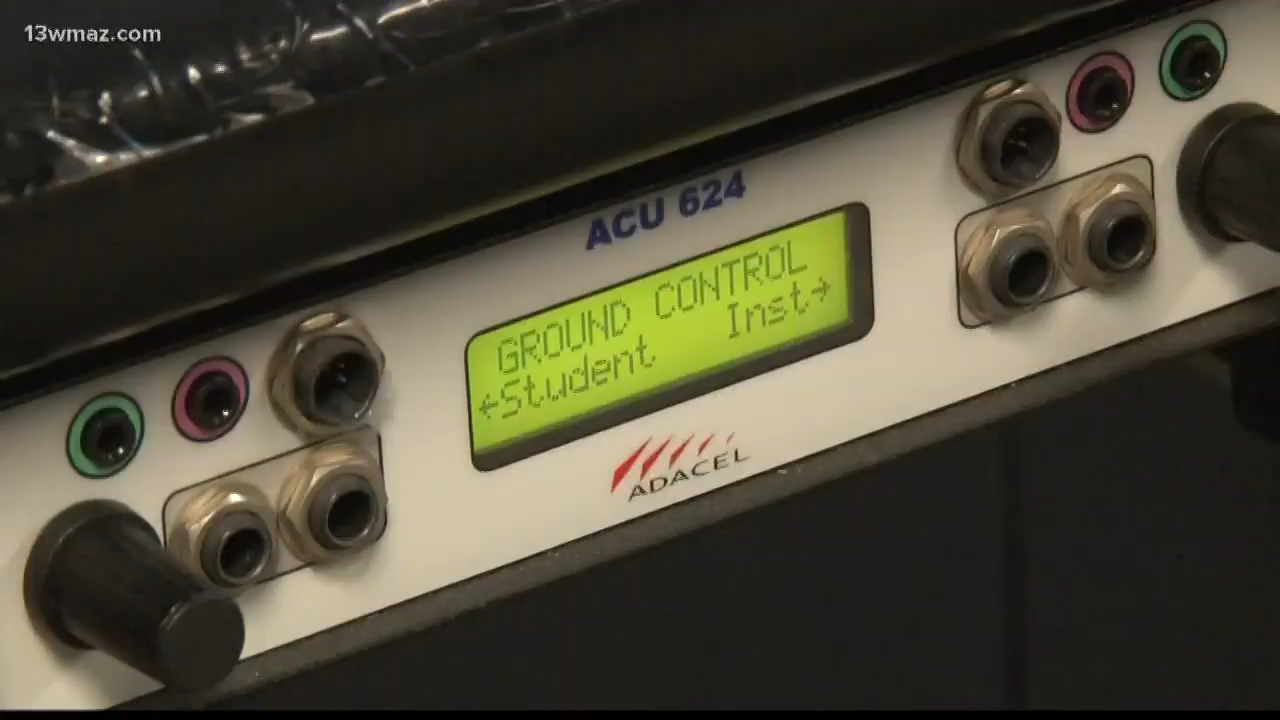 13wmaz.com
ACU 624
GROUND CONTROL
←Student Inst→
ADACEL